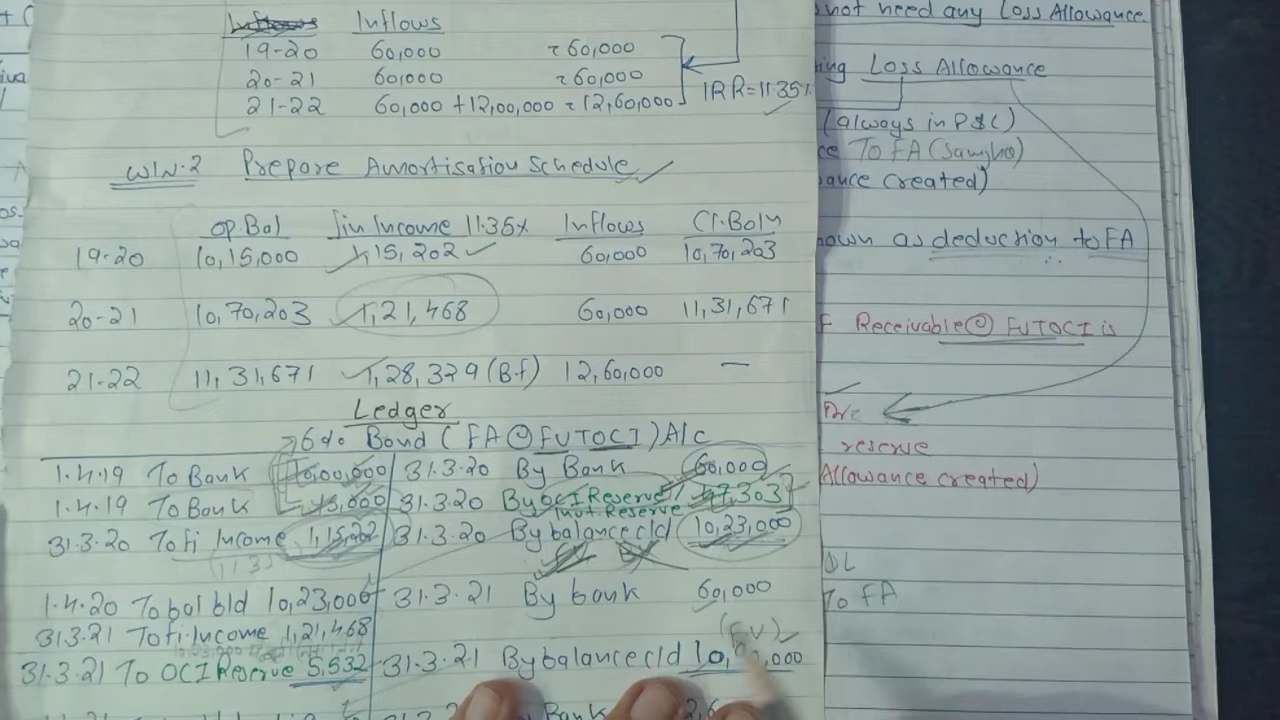 Inflows
19-20 60,000 = 60,000
20-21 60,000 = 60,000
21-22 60,000 + 12,00,000 = 12,60,000
IRR = 11.35%
WN-2 Prepare Amortisation Schedule
Op. Bal Fin Income 11.35% Inflows Cl. Baln
19-20 10,15,000 1,15,202 60,000 10,70,203
20-21 10,70,203 1,21,468 60,000 11,31,671
21-22 11,31,671 1,28,329 (B.f) 12,60,000 —
Ledger
6% Bond (FA @ FVTOCI) A/c
1.4.19 To Bank 10,00,000 31.3.20 By Bank 60,000
1.4.19 To Bank 15,000 31.3.20 By OCI Reserve / 47,303
Invt Reserve
31.3.20 To fi Income 31.3.20 By balance c/d 10,23,000
1.4.20 To bal b/d 10,23,000 31.3.21 By bank 60,000
31.3.21 To fi. Income 1,21,468
(FV)
31.3.21 To OCI Reserve 5,532 31.3.21 By balance c/d
Bank
not need any Loss Allowance
Loss Allowance
(always in P&L)
To FA (Samjho)
created)
as deduction to FA
Receivable @ FVTOCI is
reserve
Allowance created)
To FA